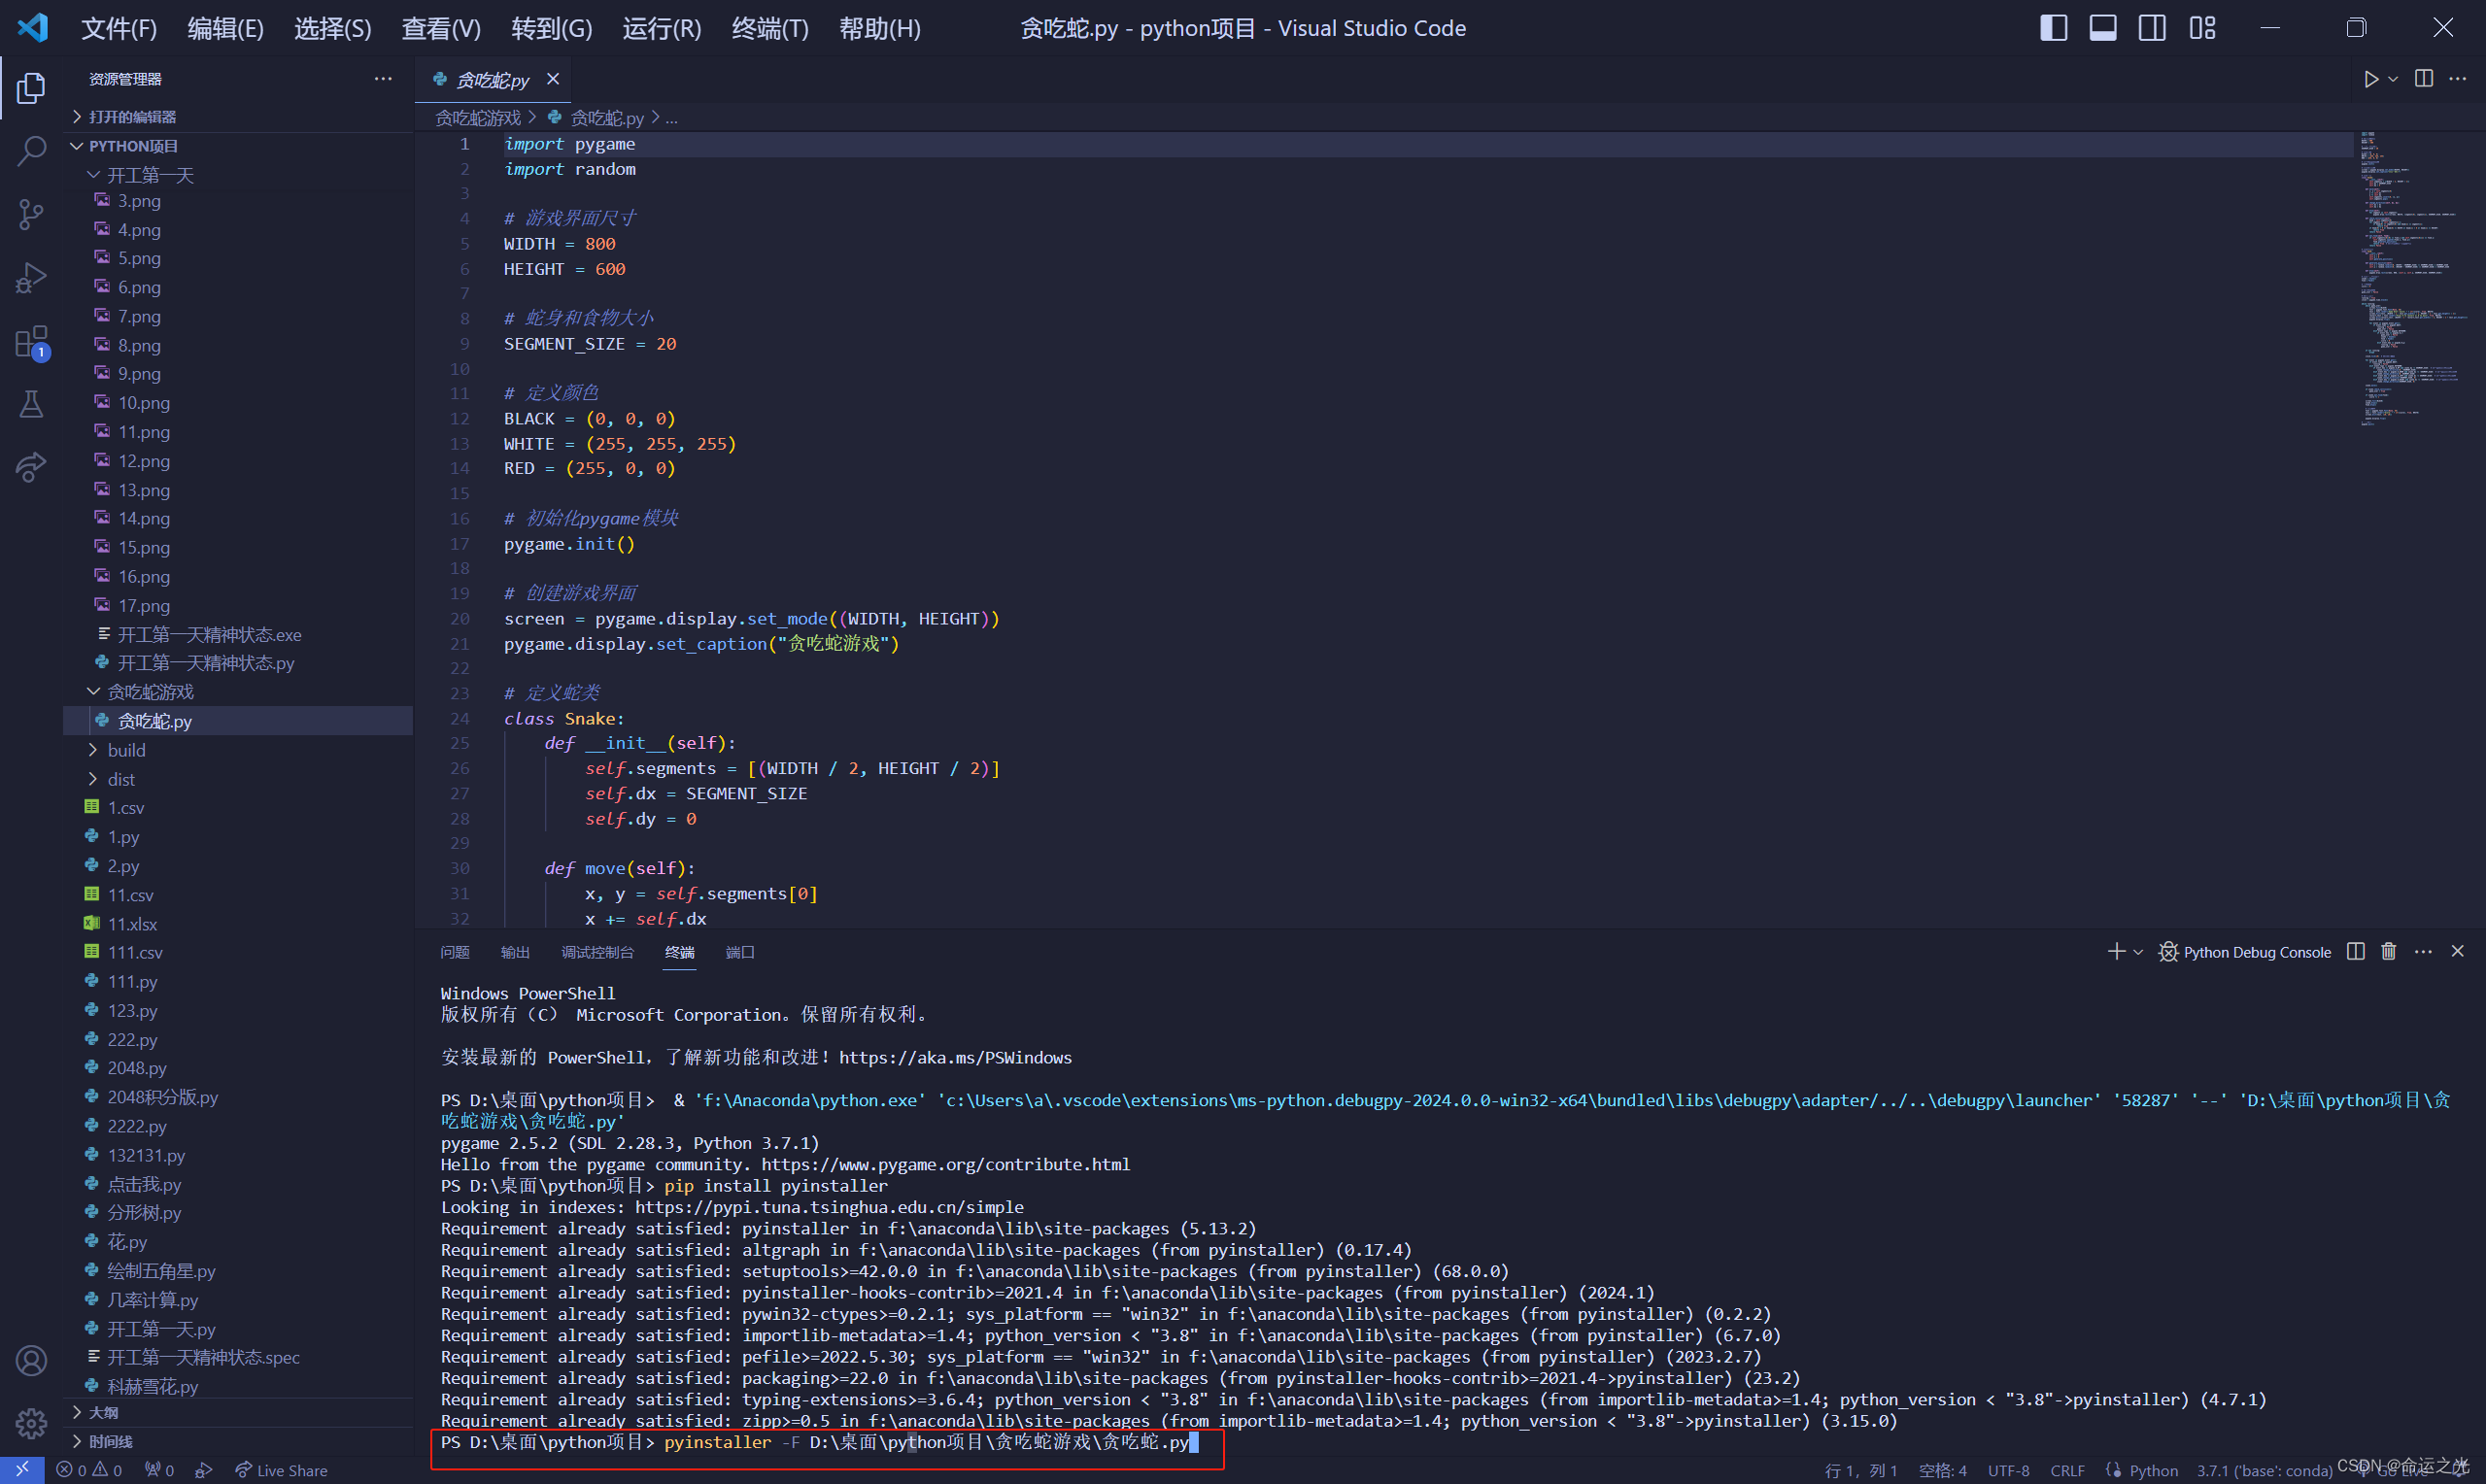 文件(F) 编辑(E) 选择(S) 查看(V) 转到(G) 运行(R) 终端(T) 帮助(H) 贪吃蛇.py - python项目 - Visual Studio Code
资源管理器
打开的编辑器
PYTHON项目
开工第一天
3.png
4.png
5.png
6.png
7.png
8.png
9.png
10.png
11.png
12.png
13.png
14.png
15.png
16.png
17.png
开工第一天精神状态.exe
开工第一天精神状态.py
贪吃蛇游戏
贪吃蛇.py
build
dist
1.csv
1.py
2.py
11.csv
11.xlsx
111.csv
111.py
123.py
222.py
2048.py
2048积分版.py
2222.py
132131.py
点击我.py
分形树.py
花.py
绘制五角星.py
几率计算.py
开工第一天.py
开工第一天精神状态.spec
科赫雪花.py
大纲
时间线
1
贪吃蛇.py
贪吃蛇游戏 > 贪吃蛇.py > ...
1 import pygame
2 import random
3
4 # 游戏界面尺寸
5 WIDTH = 800
6 HEIGHT = 600
7
8 # 蛇身和食物大小
9 SEGMENT_SIZE = 20
10
11 # 定义颜色
12 BLACK = (0, 0, 0)
13 WHITE = (255, 255, 255)
14 RED = (255, 0, 0)
15
16 # 初始化pygame模块
17 pygame.init()
18
19 # 创建游戏界面
20 screen = pygame.display.set_mode((WIDTH, HEIGHT))
21 pygame.display.set_caption("贪吃蛇游戏")
22
23 # 定义蛇类
24 class Snake:
25 def __init__(self):
26 self.segments = [(WIDTH / 2, HEIGHT / 2)]
27 self.dx = SEGMENT_SIZE
28 self.dy = 0
29
30 def move(self):
31 x, y = self.segments[0]
32 x += self.dx
问题 输出 调试控制台 终端 端口 Python Debug Console
Windows PowerShell
版权所有（C） Microsoft Corporation。保留所有权利。
安装最新的 PowerShell，了解新功能和改进！https://aka.ms/PSWindows
PS D:\桌面\python项目>  & 'f:\Anaconda\python.exe' 'c:\Users\a\.vscode\extensions\ms-python.debugpy-2024.0.0-win32-x64\bundled\libs\debugpy\adapter/../..\debugpy\launcher' '58287' '--' 'D:\桌面\python项目\贪
吃蛇游戏\贪吃蛇.py'
pygame 2.5.2 (SDL 2.28.3, Python 3.7.1)
Hello from the pygame community. https://www.pygame.org/contribute.html
PS D:\桌面\python项目> pip install pyinstaller
Looking in indexes: https://pypi.tuna.tsinghua.edu.cn/simple
Requirement already satisfied: pyinstaller in f:\anaconda\lib\site-packages (5.13.2)
Requirement already satisfied: altgraph in f:\anaconda\lib\site-packages (from pyinstaller) (0.17.4)
Requirement already satisfied: setuptools>=42.0.0 in f:\anaconda\lib\site-packages (from pyinstaller) (68.0.0)
Requirement already satisfied: pyinstaller-hooks-contrib>=2021.4 in f:\anaconda\lib\site-packages (from pyinstaller) (2024.1)
Requirement already satisfied: pywin32-ctypes>=0.2.1; sys_platform == "win32" in f:\anaconda\lib\site-packages (from pyinstaller) (0.2.2)
Requirement already satisfied: importlib-metadata>=1.4; python_version < "3.8" in f:\anaconda\lib\site-packages (from pyinstaller) (6.7.0)
Requirement already satisfied: pefile>=2022.5.30; sys_platform == "win32" in f:\anaconda\lib\site-packages (from pyinstaller) (2023.2.7)
Requirement already satisfied: packaging>=22.0 in f:\anaconda\lib\site-packages (from pyinstaller-hooks-contrib>=2021.4->pyinstaller) (23.2)
Requirement already satisfied: typing-extensions>=3.6.4; python_version < "3.8" in f:\anaconda\lib\site-packages (from importlib-metadata>=1.4; python_version < "3.8"->pyinstaller) (4.7.1)
Requirement already satisfied: zipp>=0.5 in f:\anaconda\lib\site-packages (from importlib-metadata>=1.4; python_version < "3.8"->pyinstaller) (3.15.0)
PS D:\桌面\python项目> pyinstaller -F D:\桌面\python项目\贪吃蛇游戏\贪吃蛇.py
0 0 0 Live Share 行 1，列 1 空格: 4 UTF-8 CRLF Python 3.7.1 ('base': conda)
CSDN @命运之光